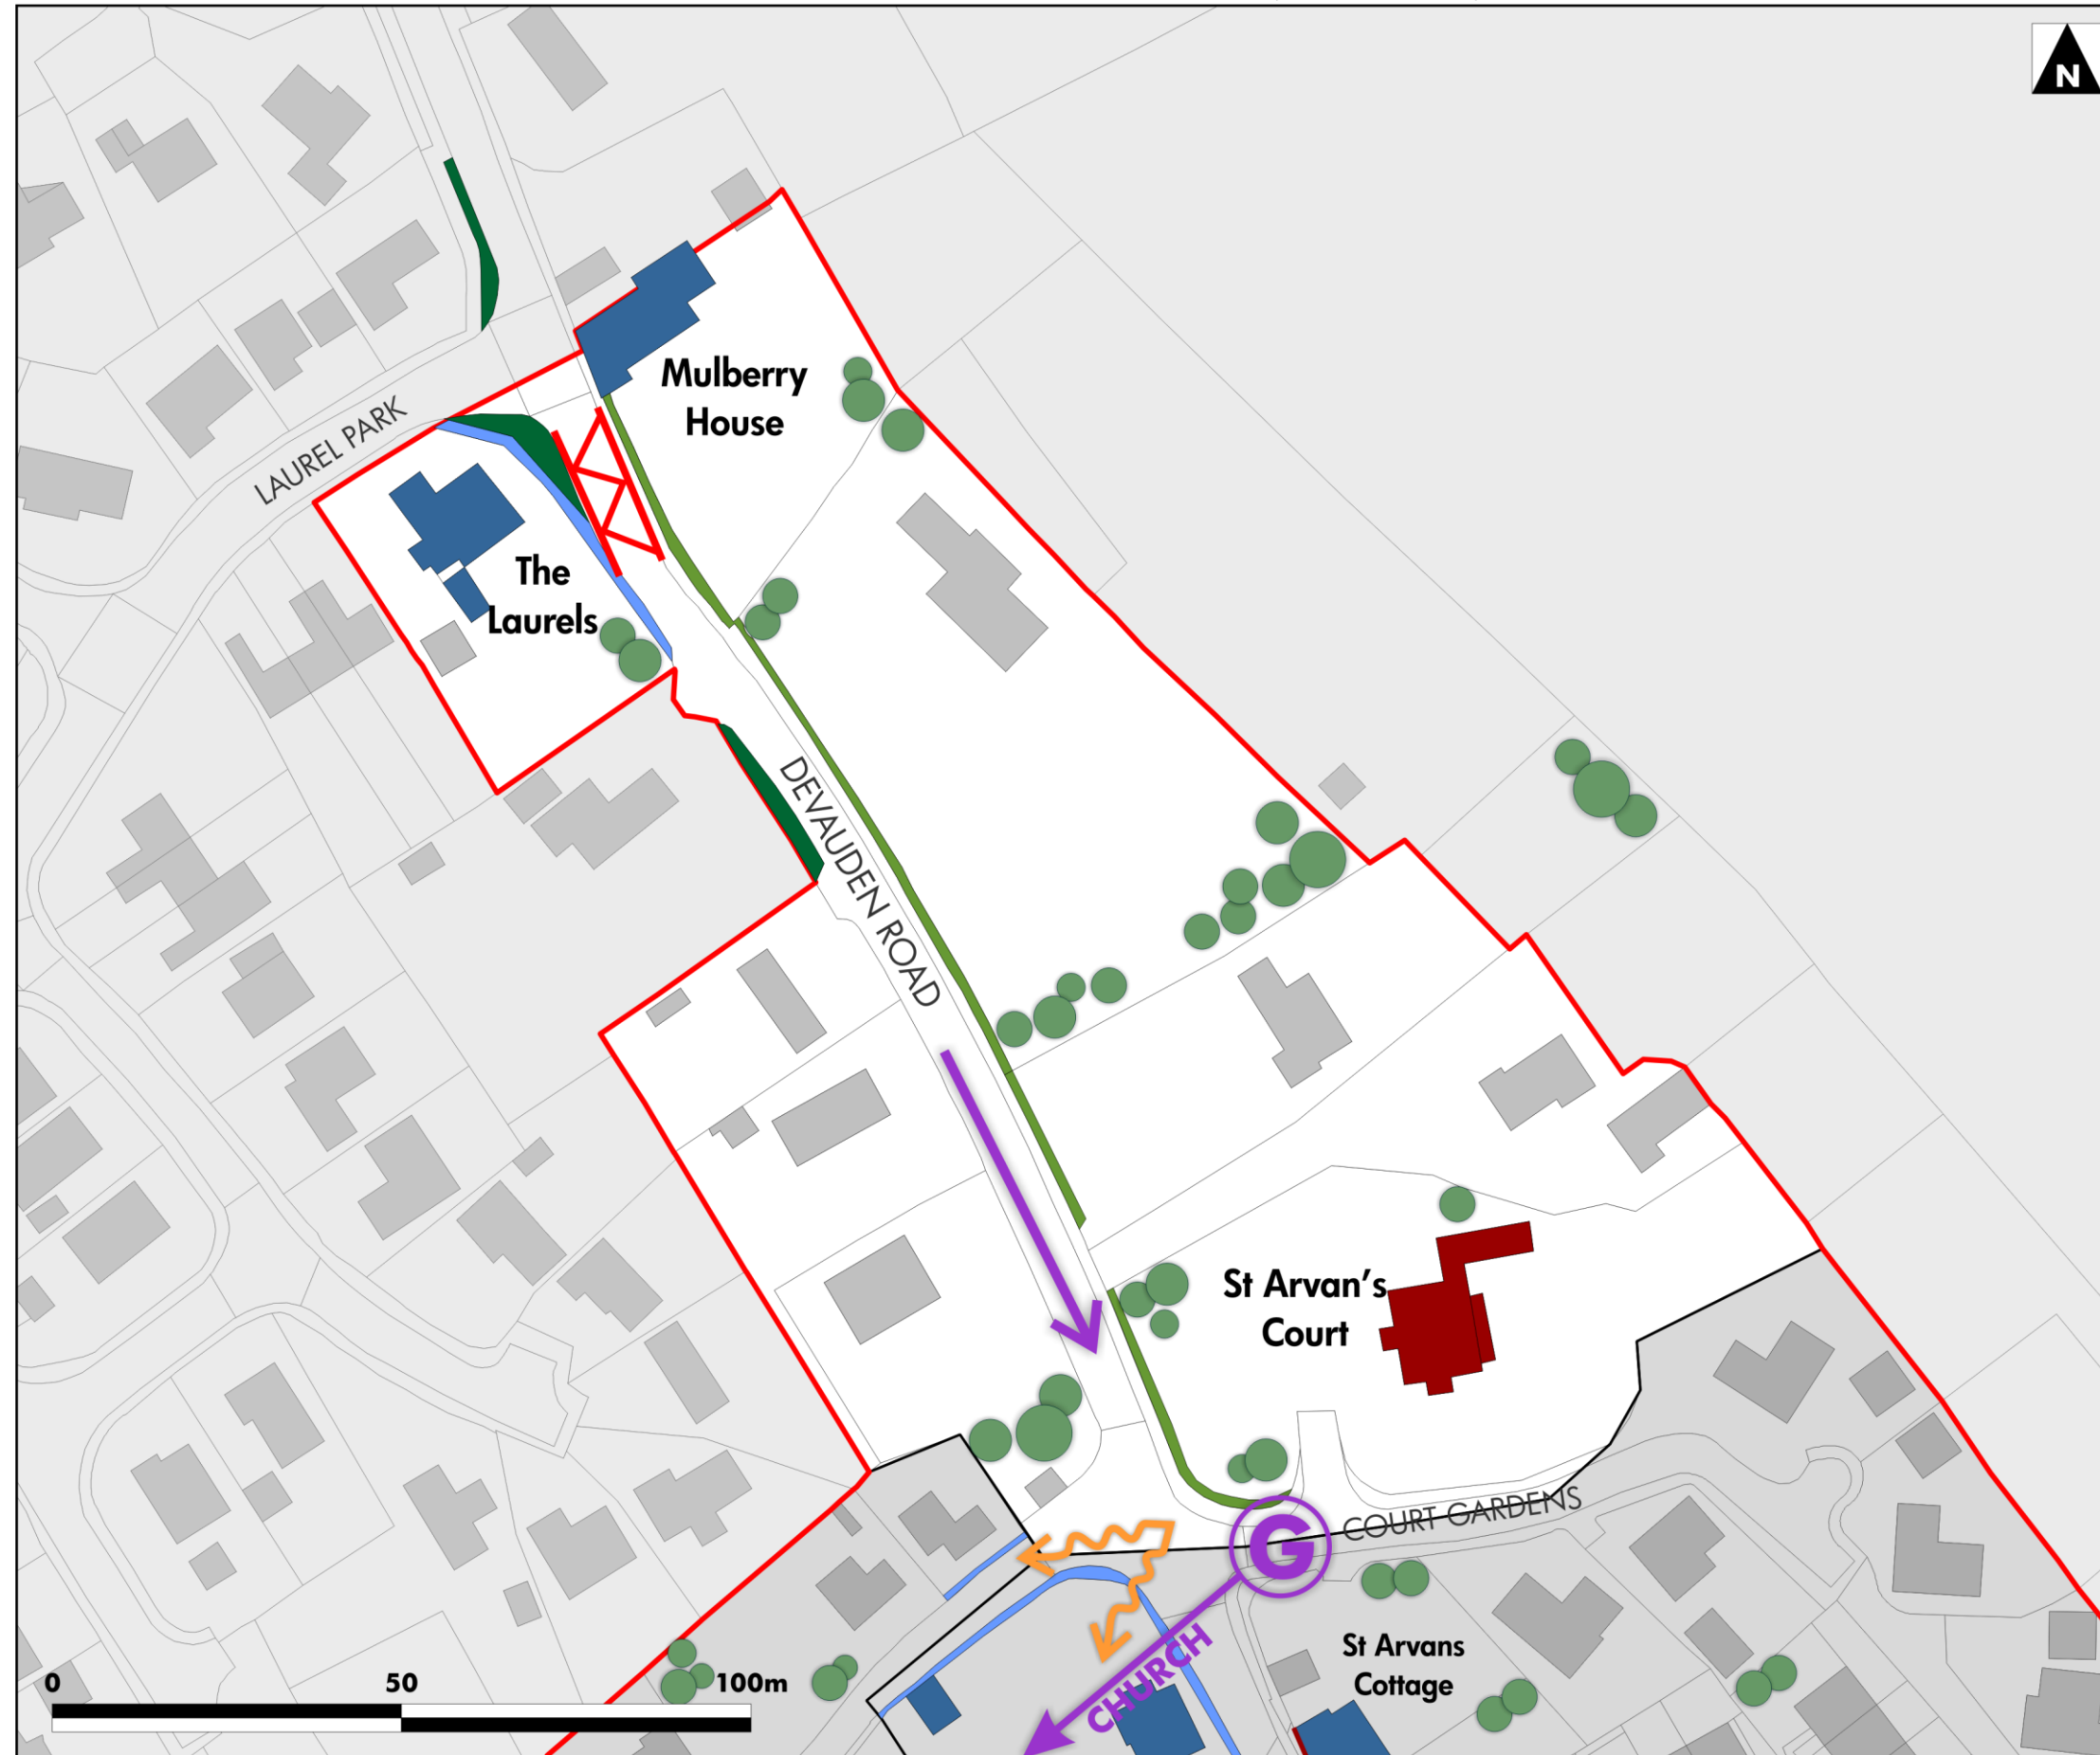 N
Mulberry
House
LAUREL PARK
The
Laurels
DEVAUDEN ROAD
St Arvan's
Court
COURT GARDENS
G
CHURCH
St Arvans
Cottage
0 50 100m